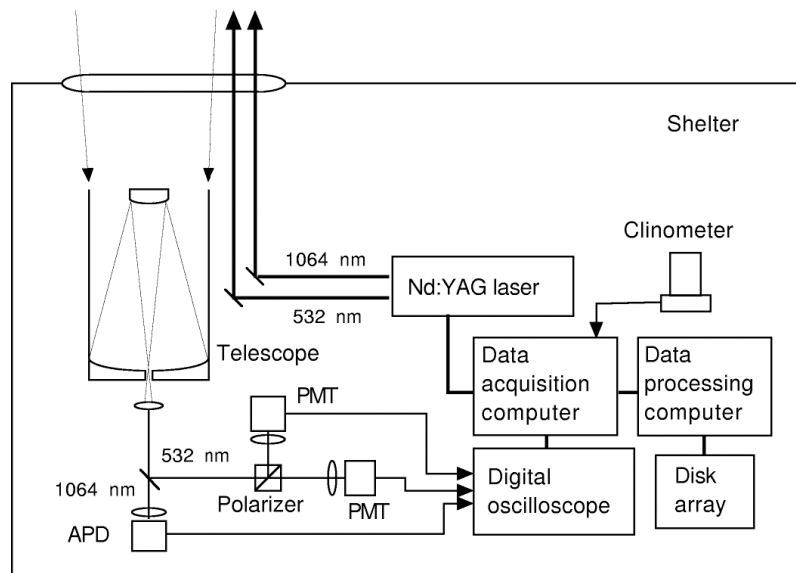 Shelter
Clinometer
1064 nm
Nd:YAG laser
532 nm
Telescope
Data
acquisition
computer
Data
processing
computer
PMT
532 nm
1064 nm
Polarizer
PMT
APD
Digital
oscilloscope
Disk
array